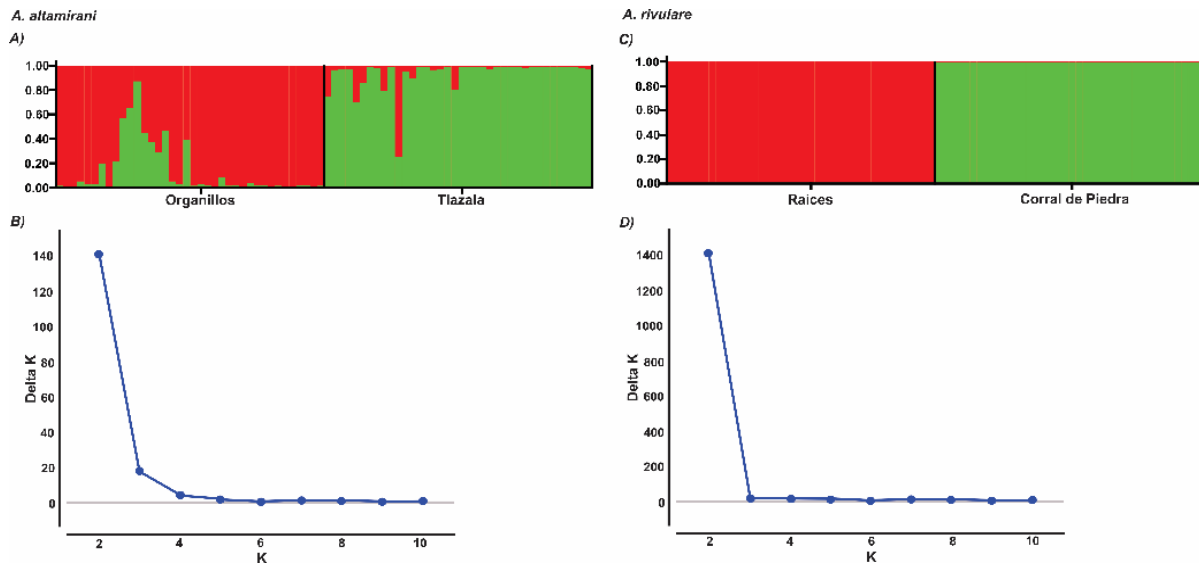 A. altamirani
A)
1.00
0.80
0.60
0.40
0.20
0.00
Organillos
Tlazala
B)
140
120
100
80
60
40
20
0
Delta K
2
4
6
8
10
K
A. rivulare
C)
1.00
0.80
0.60
0.40
0.20
0.00
Raices
Corral de Piedra
D)
1400
1200
1000
800
600
400
200
0
Delta K
2
4
6
8
10
K